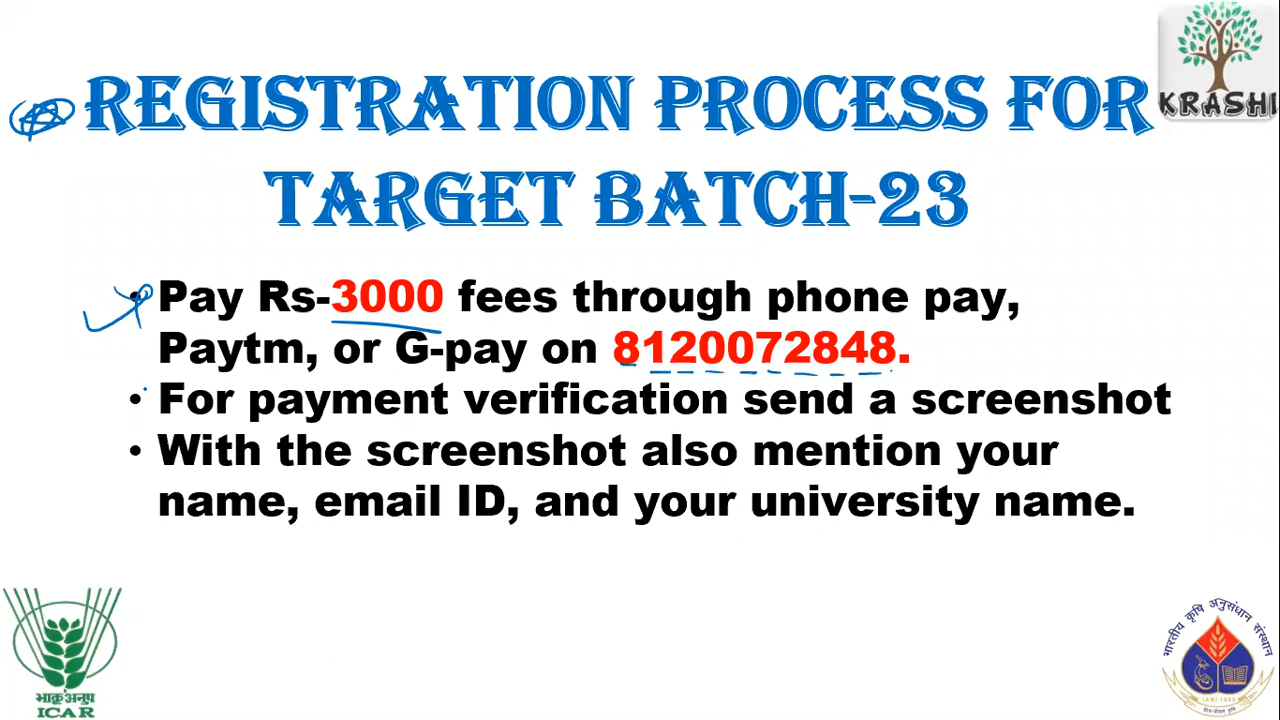 REGISTRATION PROCESS FOR
TARGET BATCH-23
KRASHI
• Pay Rs-3000 fees through phone pay,
Paytm, or G-pay on 8120072848.
• For payment verification send a screenshot
• With the screenshot also mention your
name, email ID, and your university name.
भाकृअनुप
ICAR
भारतीय कृषि अनुसंधान संस्थान